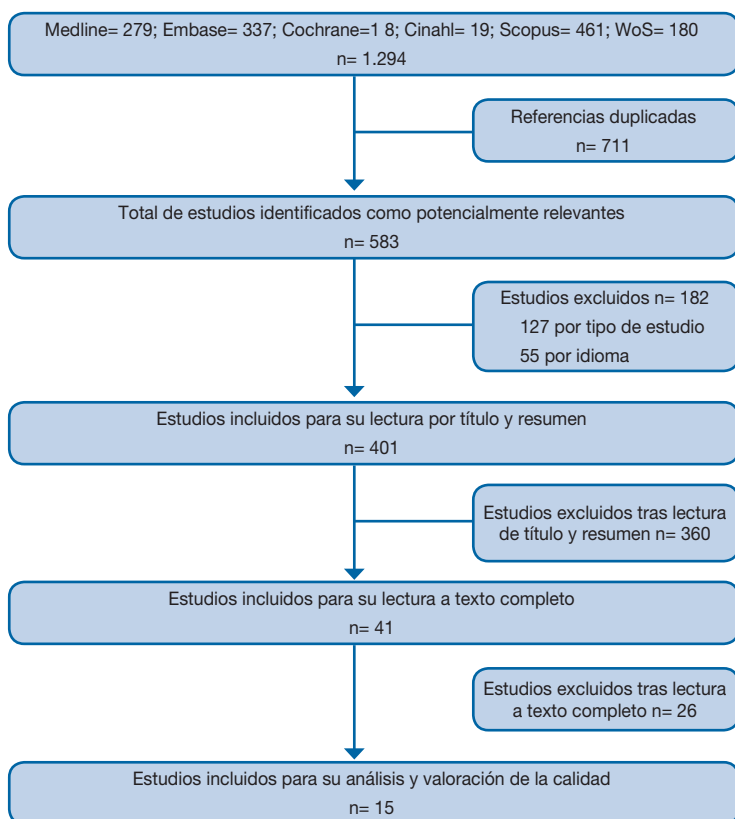 Medline= 279; Embase= 337; Cochrane=1 8; Cinahl= 19; Scopus= 461; WoS= 180
n= 1.294
Referencias duplicadas
n= 711
Total de estudios identificados como potencialmente relevantes
n= 583
Estudios excluidos n= 182
127 por tipo de estudio
55 por idioma
Estudios incluidos para su lectura por título y resumen
n= 401
Estudios excluidos tras lectura
de título y resumen n= 360
Estudios incluidos para su lectura a texto completo
n= 41
Estudios excluidos tras lectura
a texto completo n= 26
Estudios incluidos para su análisis y valoración de la calidad
n= 15